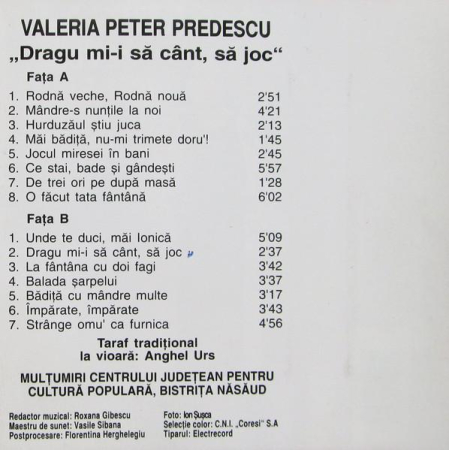 VALERIA PETER PREDESCU
„Dragu mi-i să cânt, să joc“
Fața A
1. Rodnă veche, Rodnă nouă 2'51
2. Mândre-s nunțile la noi 4'21
3. Hurduzăul știu juca 2'13
4. Măi bădiță, nu-mi trimete doru'! 1'45
5. Jocul miresei în bani 2'45
6. Ce stai, bade și gândești 5'57
7. De trei ori pe după masă 1'28
8. O făcut tata fântână 6'02
Fața B
1. Unde te duci, măi Ionică 5'09
2. Dragu mi-i să cânt, să joc 2'37
3. La fântâna cu doi fagi 3'42
4. Balada șarpelui 3'37
5. Bădiță cu mândre multe 3'17
6. Împărate, împărate 3'43
7. Strânge omu' ca furnica 4'56
Taraf tradițional
la vioară: Anghel Urs
MULȚUMIRI CENTRULUI JUDEȚEAN PENTRU
CULTURĂ POPULARĂ, BISTRIȚA NĂSĂUD
Redactor muzical: Roxana Gibescu
Maestru de sunet: Vasile Sibana
Postprocesare: Florentina Herghelegiu
Foto: Ion Șușca
Selecție color: C.N.I. „Coresi“ S.A
Tiparul: Electrecord